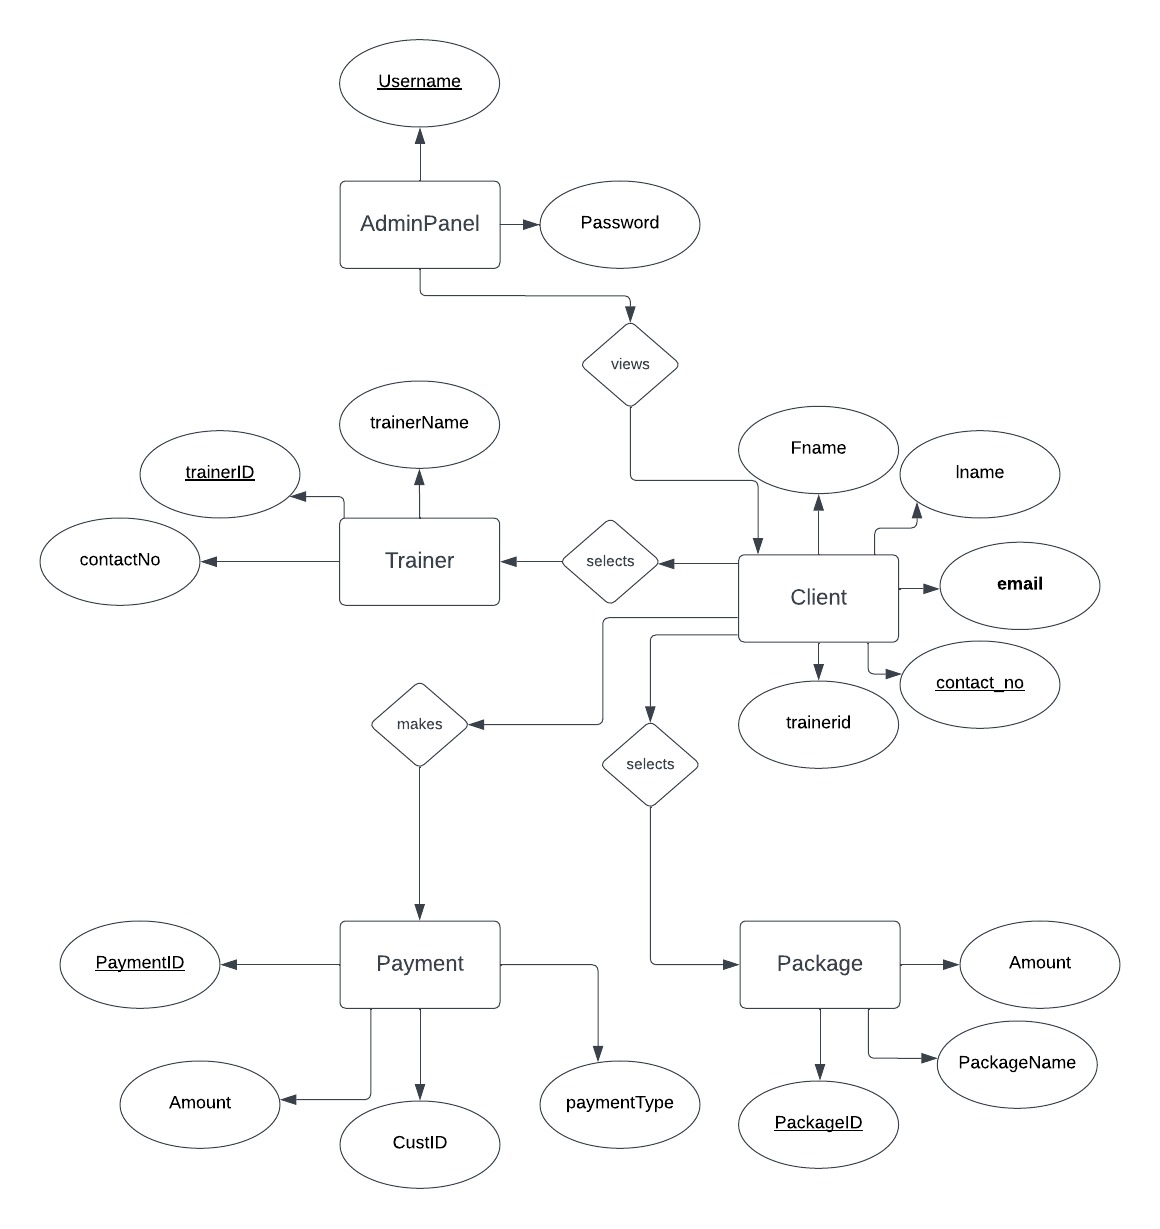 Username
AdminPanel
Password
views
trainerName
Fname
lname
trainerID
contactNo
Trainer
selects
Client
email
contact_no
trainerid
makes
selects
PaymentID
Payment
Package
Amount
PackageName
Amount
CustID
paymentType
PackageID